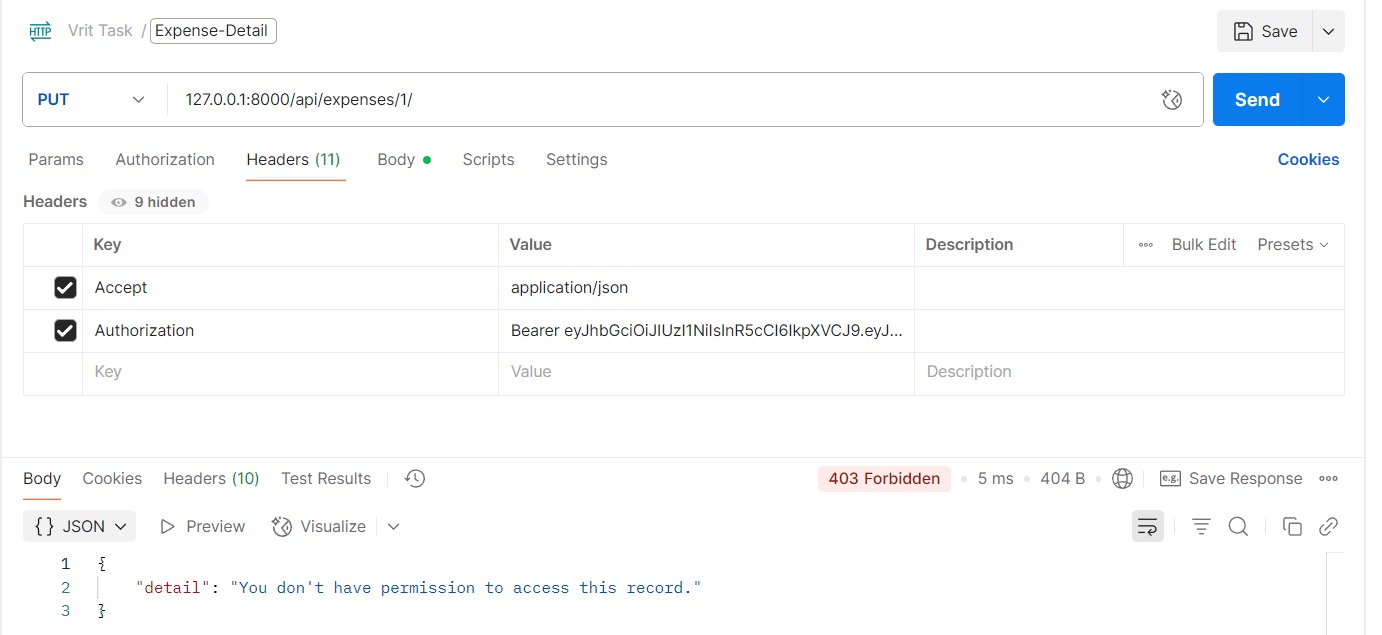 HTTP Vrit Task / Expense-Detail Save
PUT 127.0.0.1:8000/api/expenses/1/ Send
Params Authorization Headers (11) Body Scripts Settings Cookies
Headers 9 hidden
Key Value Description Bulk Edit Presets
Accept application/json
Authorization Bearer eyJhbGciOiJIUzI1NiIsInR5cCI6IkpXVCJ9.eyJ...
Key Value Description
Body Cookies Headers (10) Test Results 403 Forbidden 5 ms 404 B e.g. Save Response
{} JSON Preview Visualize
1 {
2 "detail": "You don't have permission to access this record."
3 }